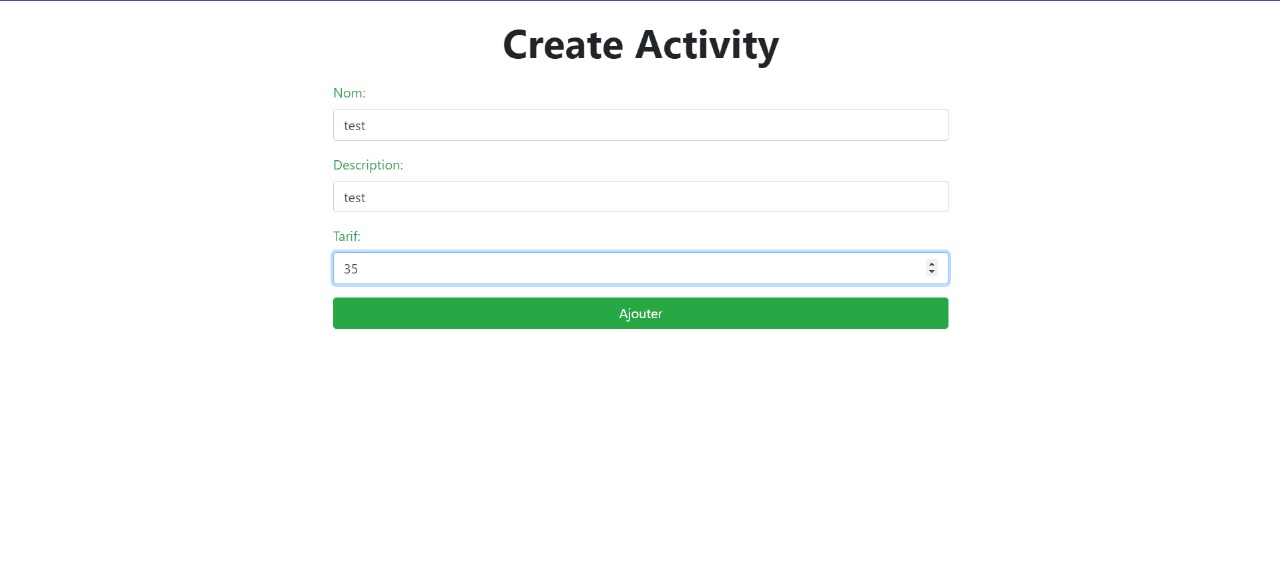 Create Activity
Nom:
test
Description:
test
Tarif:
35
Ajouter